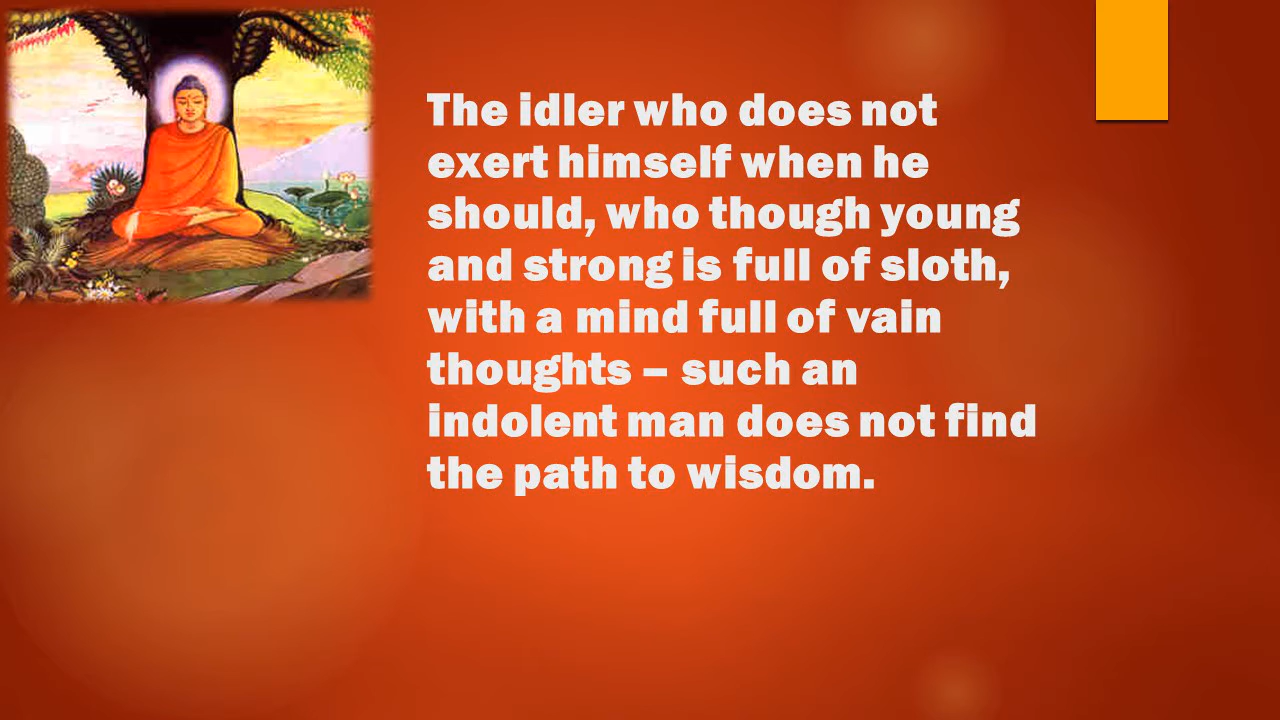 The idler who does not
exert himself when he
should, who though young
and strong is full of sloth,
with a mind full of vain
thoughts – such an
indolent man does not find
the path to wisdom.